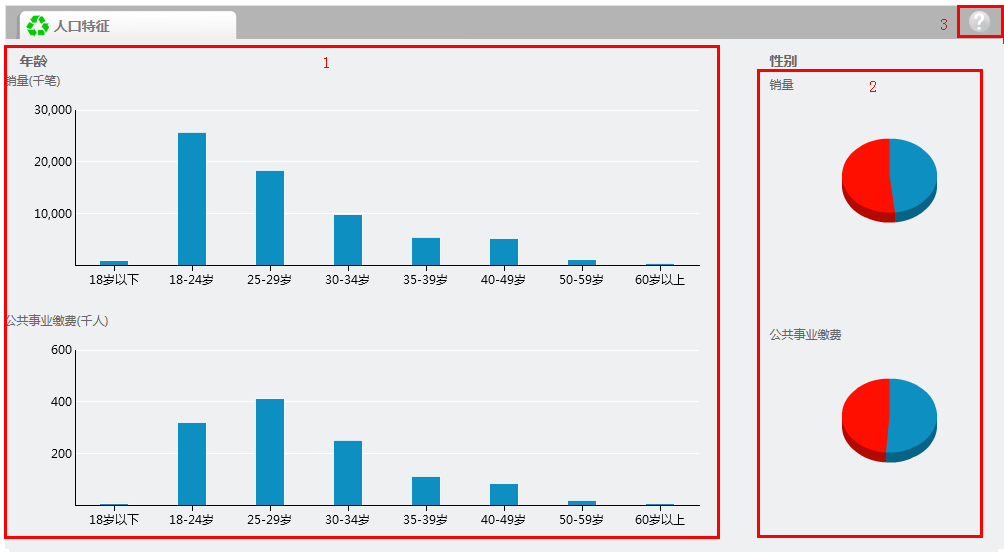 人口特征
3
?
年龄
1
销量(千笔)
30,000
20,000
10,000
18岁以下 18-24岁 25-29岁 30-34岁 35-39岁 40-49岁 50-59岁 60岁以上
公共事业缴费(千人)
600
400
200
18岁以下 18-24岁 25-29岁 30-34岁 35-39岁 40-49岁 50-59岁 60岁以上
性别
销量
2
公共事业缴费